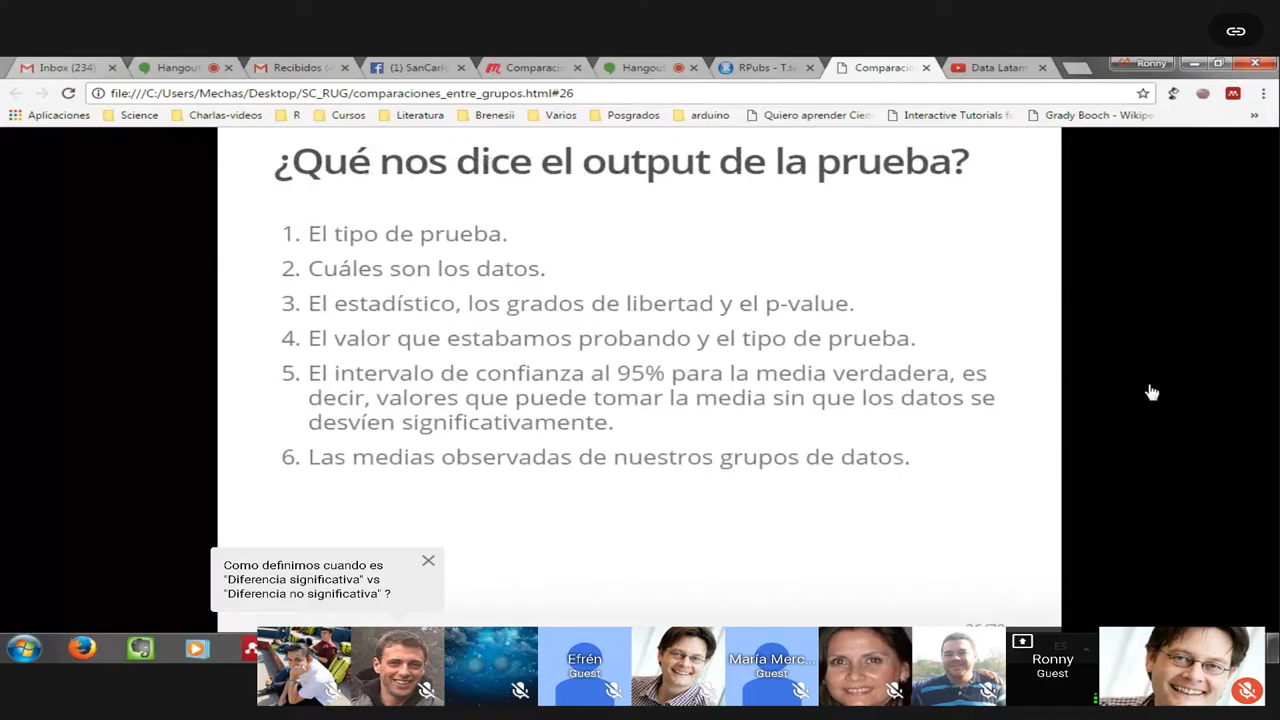 Inbox (234)
Hangout
Recibidos (
(1) SanCarl
Comparacio
Hangout
RPubs - T.te
Comparacio
Data Latam
Ronny
file:///C:/Users/Mechas/Desktop/SC_RUG/comparaciones_entre_grupos.html#26
Aplicaciones
Science
Charlas-videos
R
Cursos
Literatura
Brenesii
Varios
Posgrados
arduino
Quiero aprender Cien
Interactive Tutorials fo
Grady Booch - Wikipe
»
¿Qué nos dice el output de la prueba?
1. El tipo de prueba.
2. Cuáles son los datos.
3. El estadístico, los grados de libertad y el p-value.
4. El valor que estabamos probando y el tipo de prueba.
5. El intervalo de confianza al 95% para la media verdadera, es
decir, valores que puede tomar la media sin que los datos se
desvíen significativamente.
6. Las medias observadas de nuestros grupos de datos.
Como definimos cuando es
"Diferencia significativa" vs
"Diferencia no significativa" ?
Efrén
Guest
María Merc...
Guest
ES
Ronny
Guest